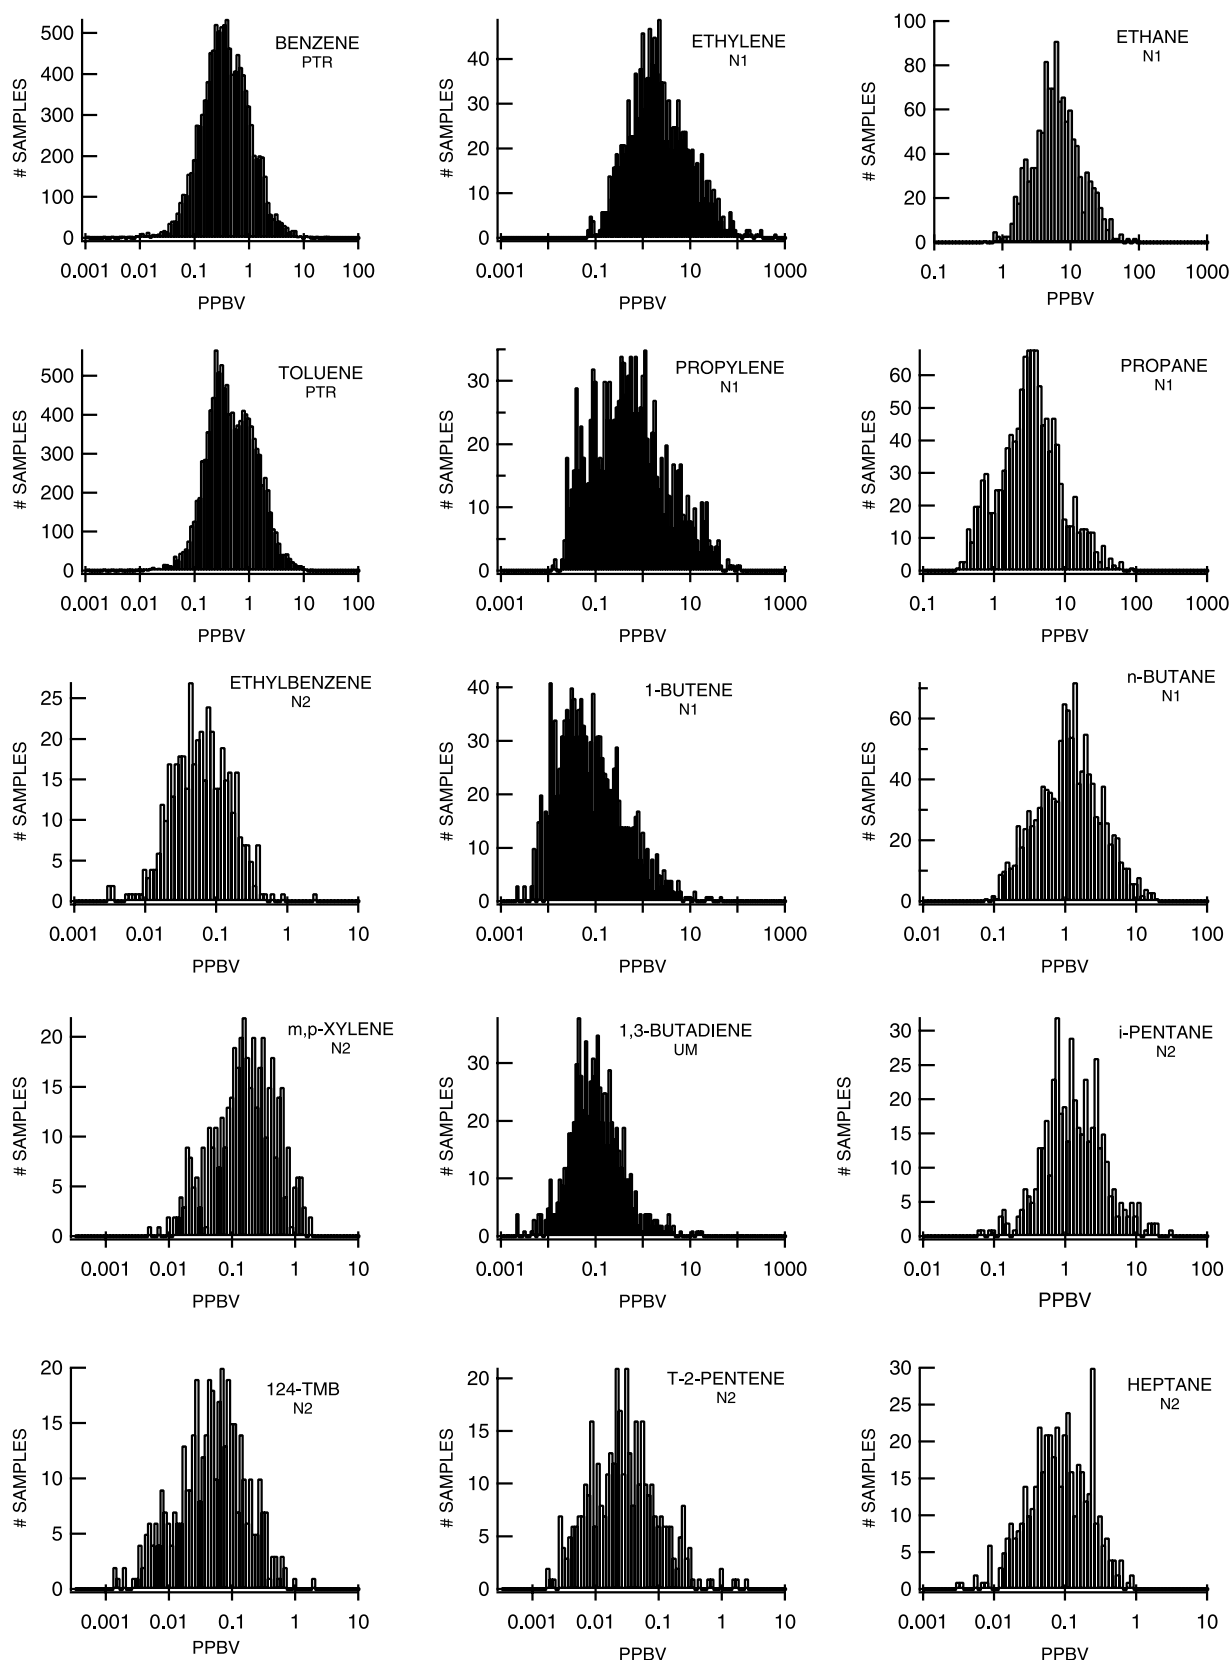 500
400
300
200
100
0
# SAMPLES
BENZENE
PTR
0.001 0.01 0.1 1 10 100
PPBV
40
30
20
10
0
# SAMPLES
ETHYLENE
N1
0.001 0.1 10 1000
PPBV
100
80
60
40
20
0
# SAMPLES
ETHANE
N1
0.1 1 10 100 1000
PPBV
500
400
300
200
100
0
# SAMPLES
TOLUENE
PTR
0.001 0.01 0.1 1 10 100
PPBV
30
20
10
0
# SAMPLES
PROPYLENE
N1
0.001 0.1 10 1000
PPBV
60
50
40
30
20
10
0
# SAMPLES
PROPANE
N1
0.1 1 10 100 1000
PPBV
25
20
15
10
5
0
# SAMPLES
ETHYLBENZENE
N2
0.001 0.01 0.1 1 10
PPBV
40
30
20
10
0
# SAMPLES
1-BUTENE
N1
0.001 0.1 10 1000
PPBV
60
40
20
0
# SAMPLES
n-BUTANE
N1
0.01 0.1 1 10 100
PPBV
20
15
10
5
0
# SAMPLES
m,p-XYLENE
N2
0.001 0.01 0.1 1 10
PPBV
30
20
10
0
# SAMPLES
1,3-BUTADIENE
UM
0.001 0.1 10 1000
PPBV
30
25
20
15
10
5
0
# SAMPLES
i-PENTANE
N2
0.01 0.1 1 10 100
PPBV
20
15
10
5
0
# SAMPLES
124-TMB
N2
0.001 0.01 0.1 1 10
PPBV
20
15
10
5
0
# SAMPLES
T-2-PENTENE
N2
0.001 0.01 0.1 1 10
PPBV
30
25
20
15
10
5
0
# SAMPLES
HEPTANE
N2
0.001 0.01 0.1 1 10
PPBV